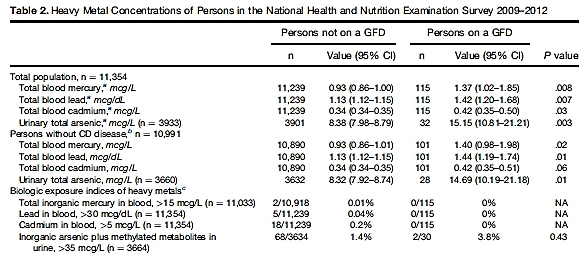 Table 2. Heavy Metal Concentrations of Persons in the National Health and Nutrition Examination Survey 2009–2012
Persons not on a GFD Persons on a GFD
n Value (95% CI) n Value (95% CI) P value
Total population, n = 11,354
Total blood mercury,a mcg/L 11,239 0.93 (0.86–1.00) 115 1.37 (1.02–1.85) .008
Total blood lead,a mcg/dL 11,239 1.13 (1.12–1.15) 115 1.42 (1.20–1.68) .007
Total blood cadmium,a mcg/L 11,239 0.34 (0.34–0.35) 115 0.42 (0.35–0.50) .03
Urinary total arsenic,a mcg/L (n = 3933) 3901 8.38 (7.98–8.79) 32 15.15 (10.81–21.21) .003
Persons without CD disease,b n = 10,991
Total blood mercury, mcg/L 10,890 0.93 (0.86–1.01) 101 1.40 (0.98–1.98) .02
Total blood lead, mcg/dL 10,890 1.13 (1.12–1.15) 101 1.44 (1.19–1.74) .01
Total blood cadmium, mcg/L 10,890 0.34 (0.34–0.35) 101 0.42 (0.35–0.51) .06
Urinary total arsenic, mcg/L (n = 3660) 3632 8.32 (7.92–8.74) 28 14.69 (10.19–21.18) .01
Biologic exposure indices of heavy metalsc
Total inorganic mercury in blood, >15 mcg/L (n = 11,033) 2/10,918 0.01% 0/115 0% NA
Lead in blood, >30 mcg/dL (n = 11,354) 5/11,239 0.04% 0/115 0% NA
Cadmium in blood, >5 mcg/L (n = 11,354) 18/11,239 0.2% 0/115 0% NA
Inorganic arsenic plus methylated metabolites in 68/3634 1.4% 2/30 3.8% 0.43
urine, >35 mcg/L (n = 3664)